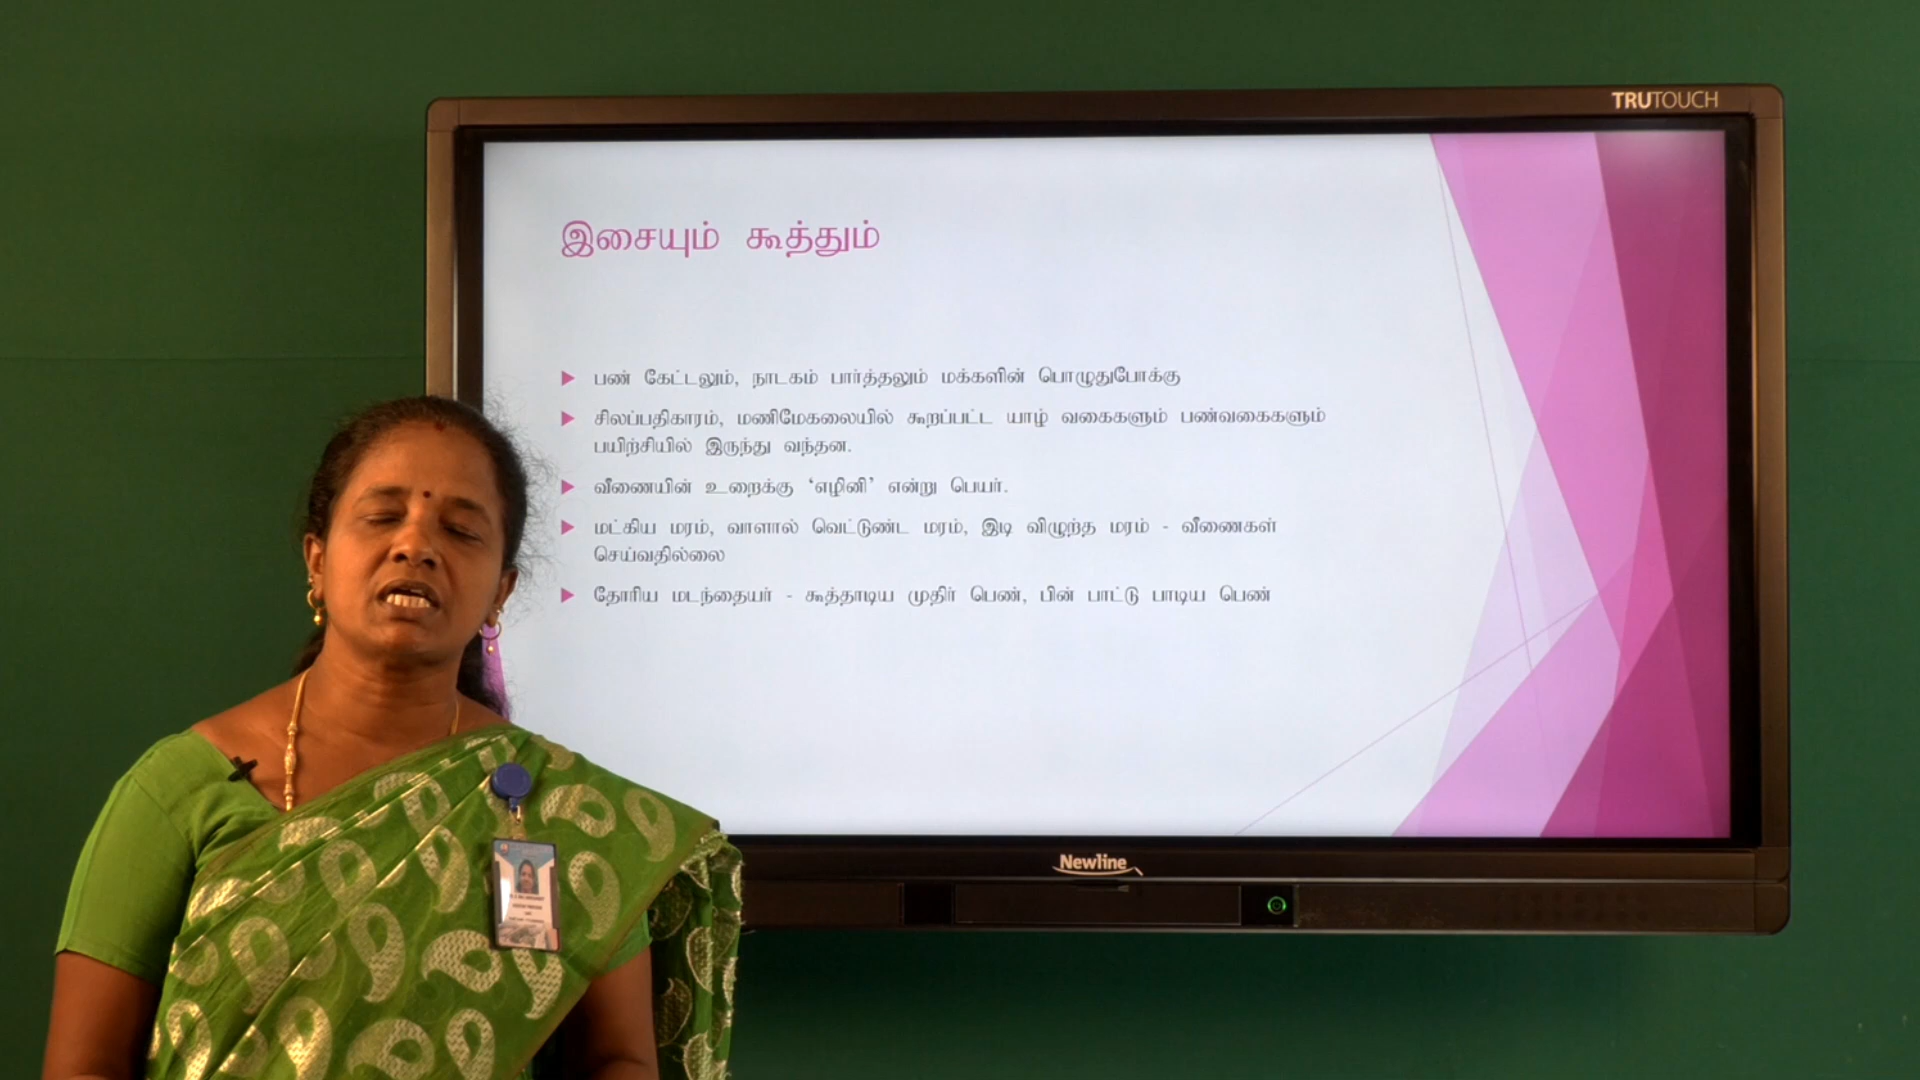 TRUTOUCH
இசையும் கூத்தும்
பண் கேட்டலும், நாடகம் பார்த்தலும் மக்களின் பொழுதுபோக்கு
சிலப்பதிகாரம், மணிமேகலையில் கூறப்பட்ட யாழ் வகைகளும் பண்வகைகளும்
பயிற்சியில் இருந்து வந்தன.
வீணையின் உறைக்கு ‘எழினி’ என்று பெயர்.
மட்கிய மரம், வாளால் வெட்டுண்ட மரம், இடி விழுந்த மரம் - வீணைகள்
செய்வதில்லை
தோரிய மடந்தையர் - கூத்தாடிய முதிர் பெண், பின் பாட்டு பாடிய பெண்
Newline